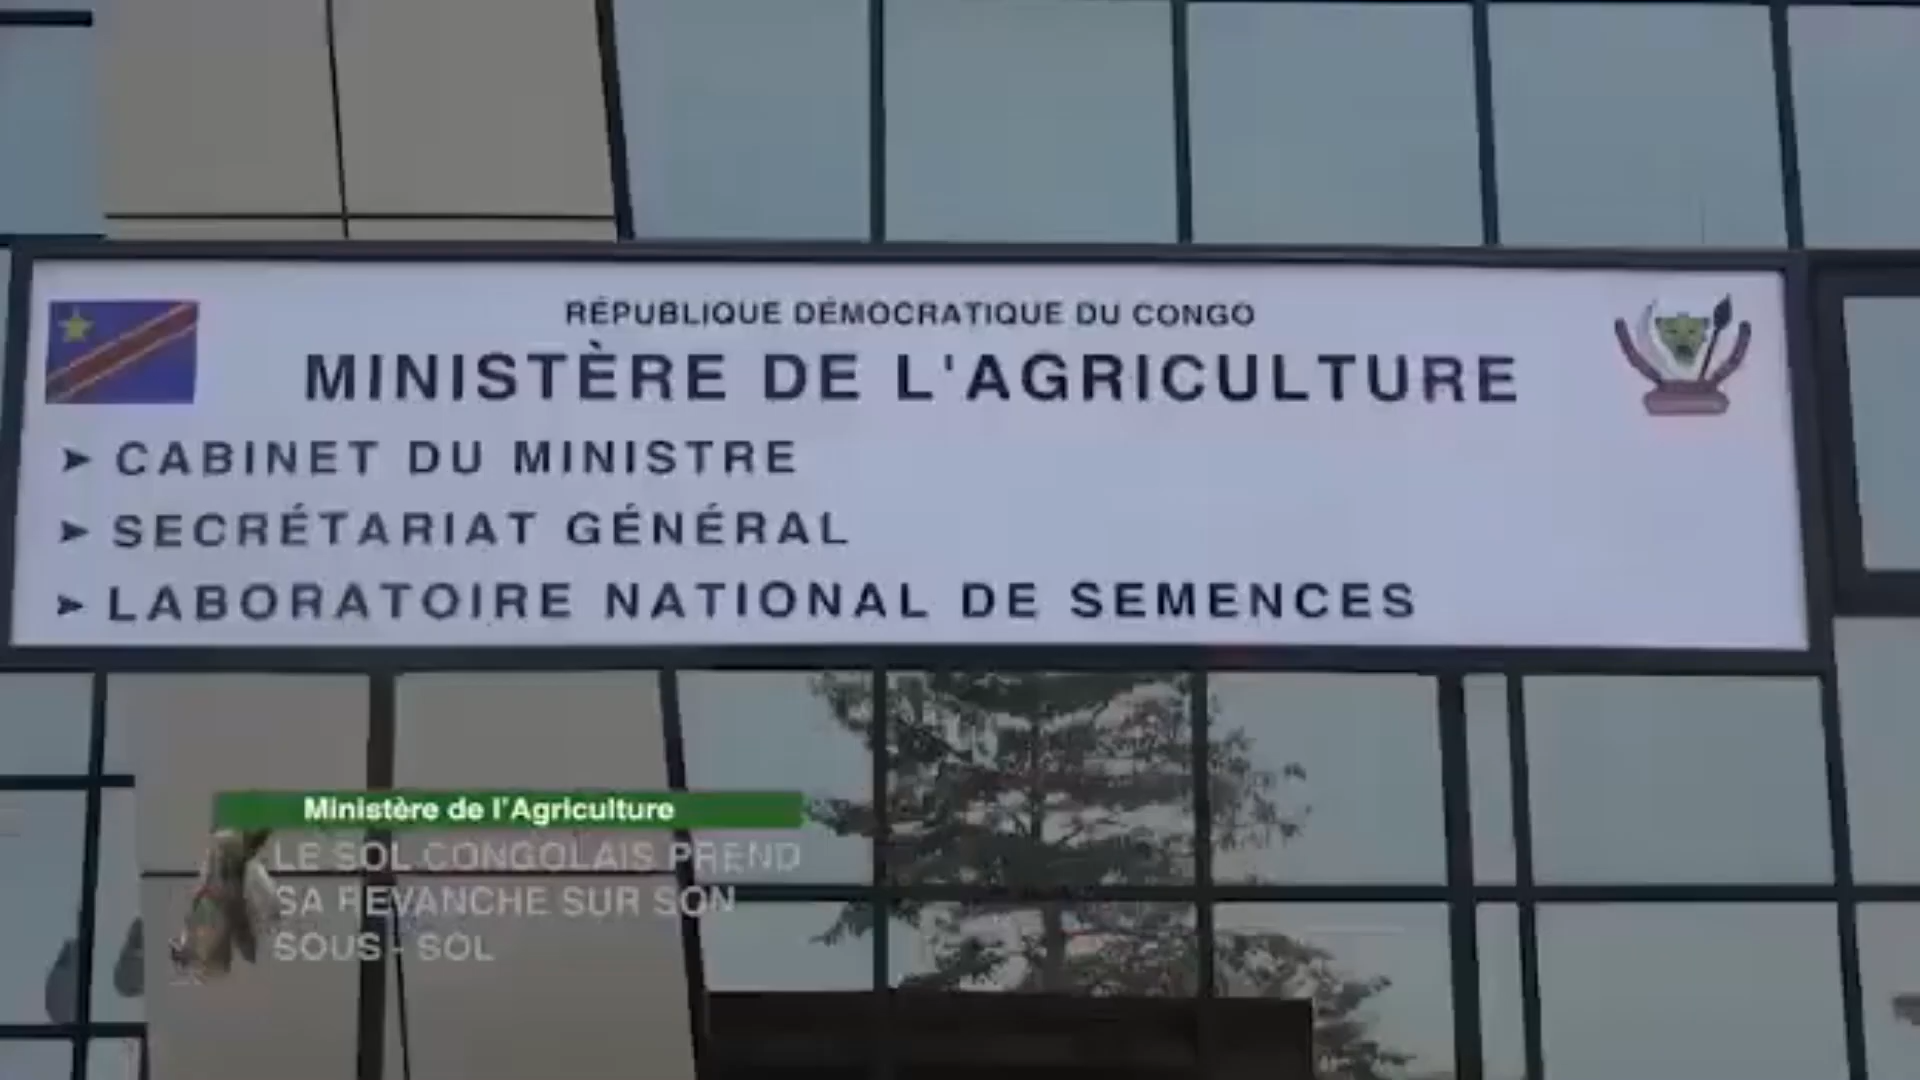 RÉPUBLIQUE DÉMOCRATIQUE DU CONGO
MINISTÈRE DE L'AGRICULTURE
➤ CABINET DU MINISTRE
➤ SECRÉTARIAT GÉNÉRAL
➤ LABORATOIRE NATIONAL DE SEMENCES
Ministère de l'Agriculture
LE SOL CONGOLAIS PREND
SA REVANCHE SUR SON
SOUS - SOL